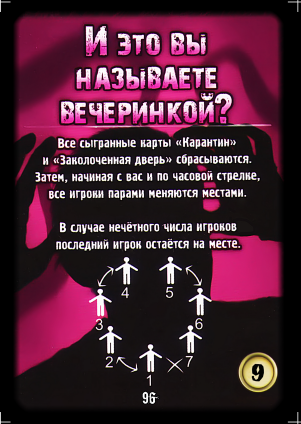 И это вы
называете
вечеринкой?
Все сыгранные карты «Карантин»
и «Заколоченная дверь» сбрасываются.
Затем, начиная с вас и по часовой стрелке,
все игроки парами меняются местами.
В случае нечётного числа игроков
последний игрок остаётся на месте.
4 5
3 6
2 7
1
9
96